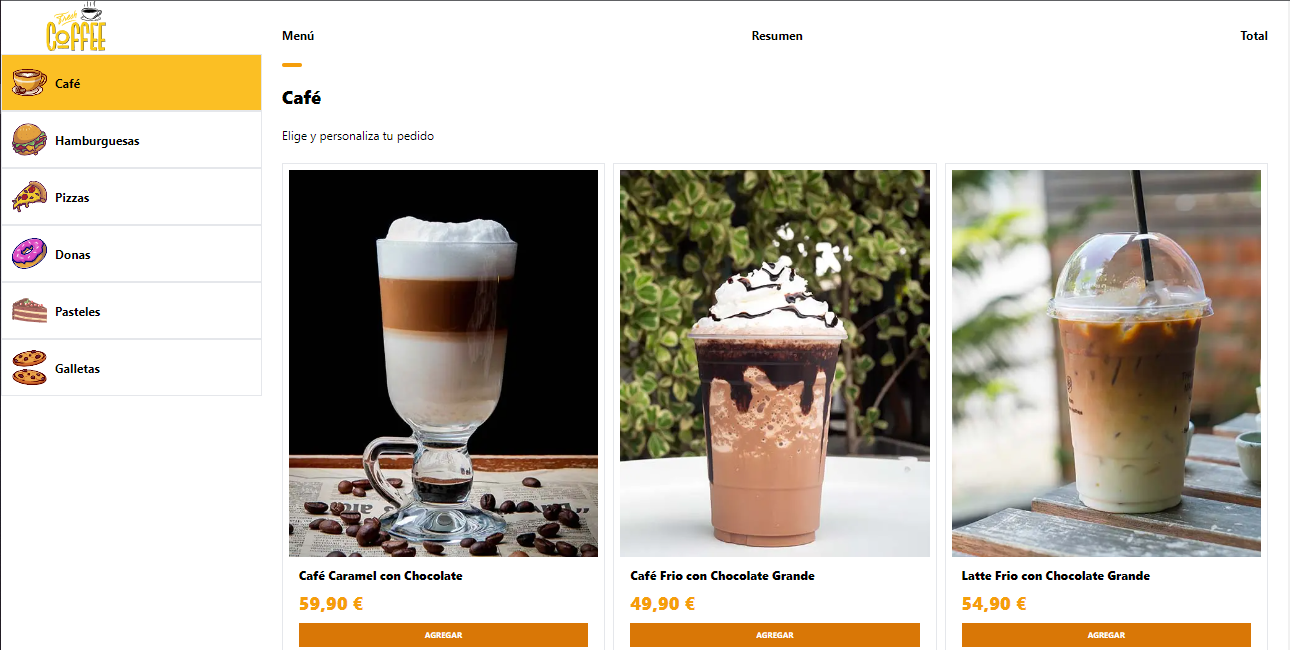 Fresh
COFFEE
Menú
Resumen
Total
Café
Hamburguesas
Pizzas
Donas
Pasteles
Galletas
Café
Elige y personaliza tu pedido
Café Caramel con Chocolate
59,90 €
AGREGAR
Café Frio con Chocolate Grande
49,90 €
AGREGAR
Latte Frio con Chocolate Grande
54,90 €
AGREGAR